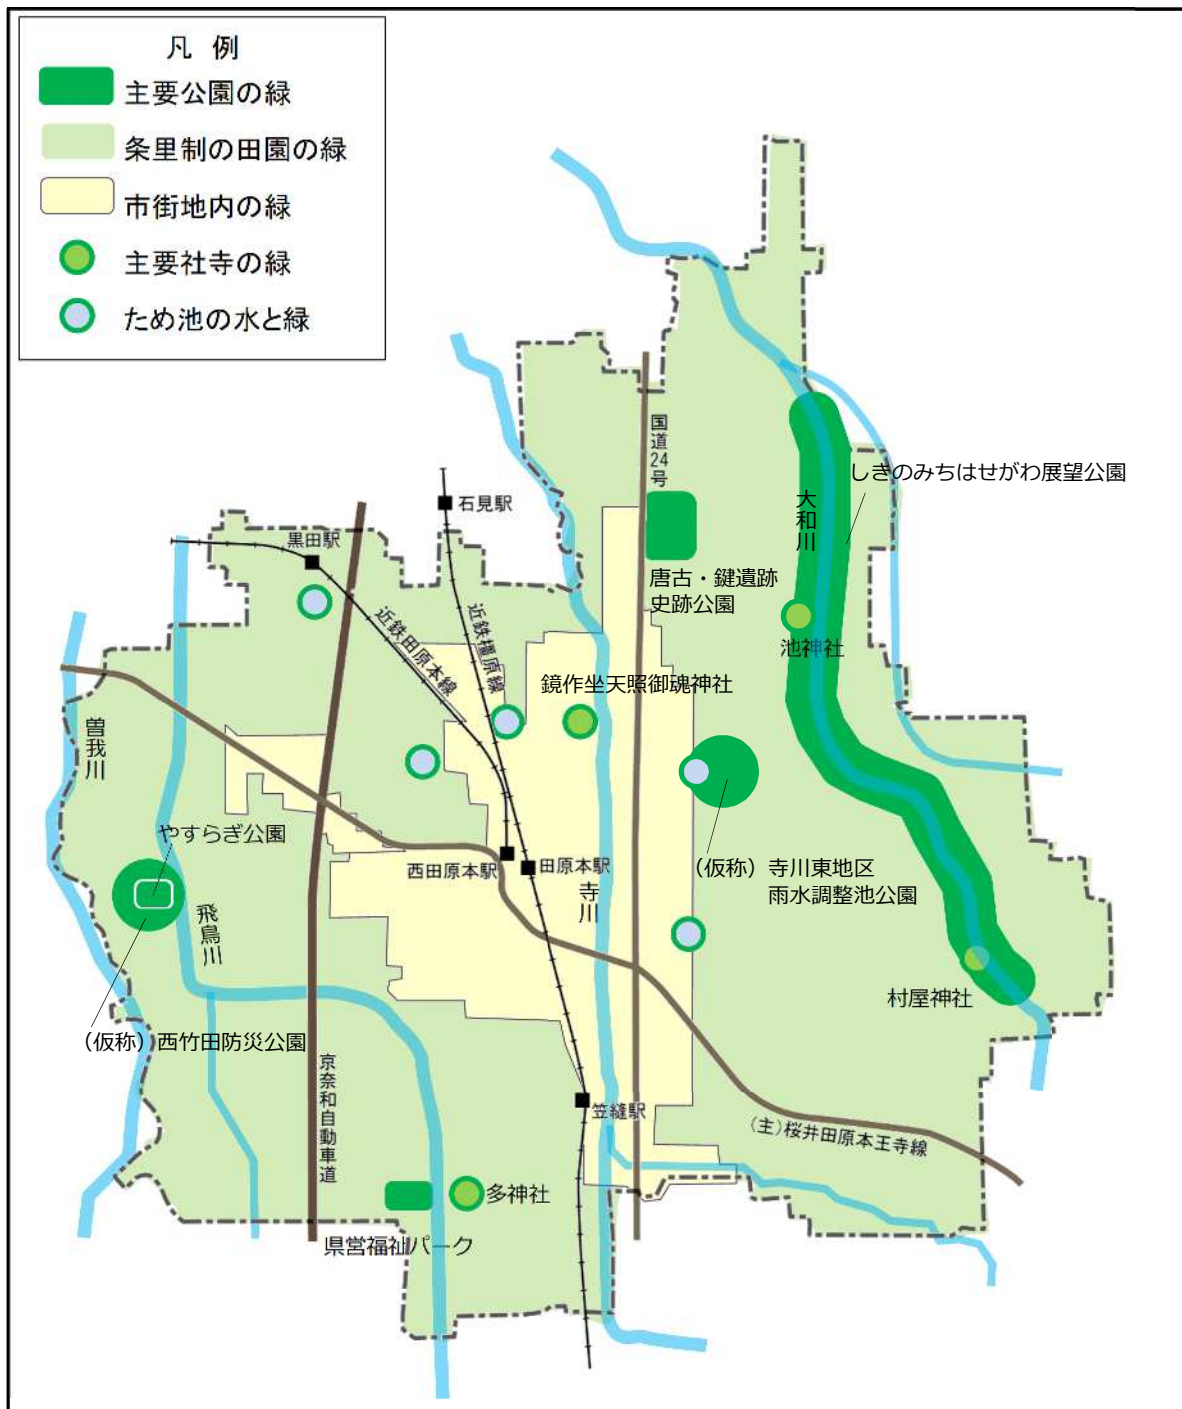 凡 例
主要公園の緑
条里制の田園の緑
市街地内の緑
主要社寺の緑
ため池の水と緑
国道24号
しきのみちはせがわ展望公園
大和川
石見駅
黒田駅
唐古・鍵遺跡
史跡公園
近鉄田原本線
近鉄橿原線
池神社
鏡作坐天照御魂神社
曽我川
やすらぎ公園
西田原本駅
田原本駅
寺川
（仮称）寺川東地区
雨水調整池公園
飛鳥川
村屋神社
（仮称）西竹田防災公園
京奈和自動車道
笠縫駅
（主）桜井田原本王寺線
多神社
県営福祉パーク